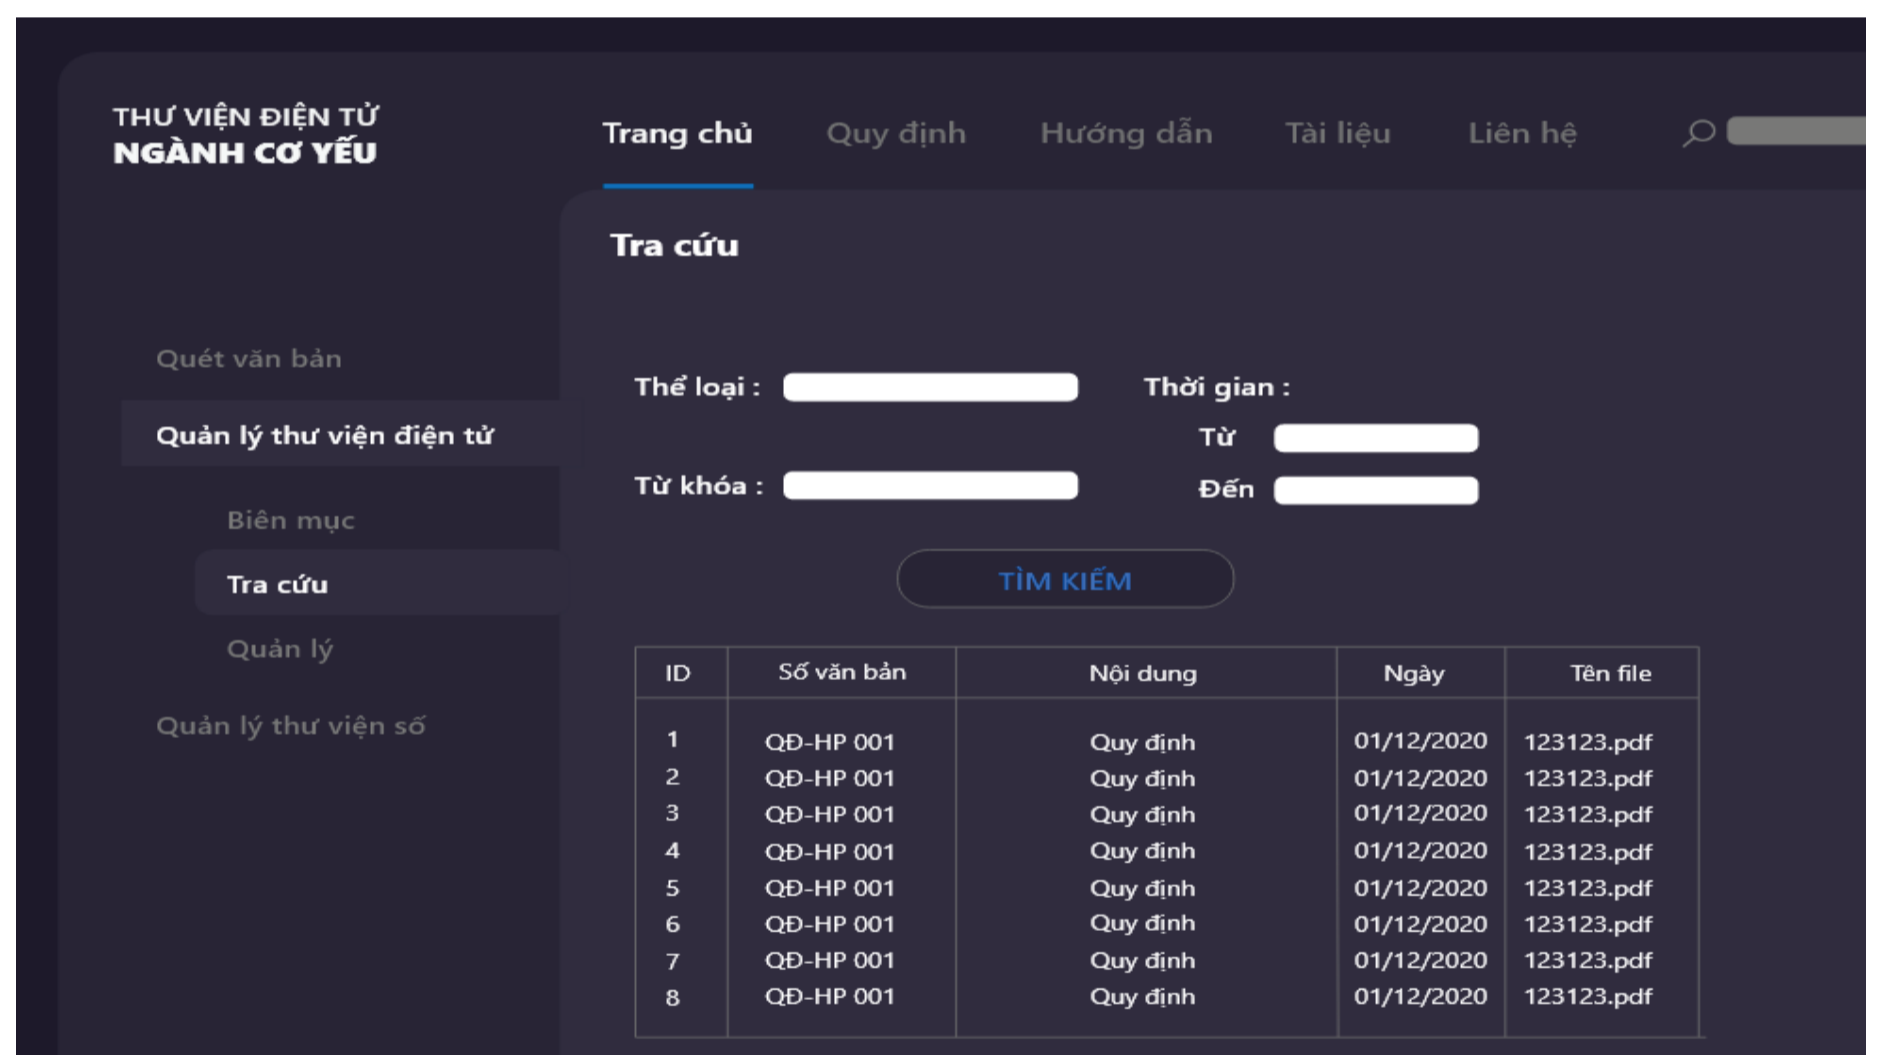 THƯ VIỆN ĐIỆN TỬ
NGÀNH CƠ YẾU
Trang chủ Quy định Hướng dẫn Tài liệu Liên hệ
Tra cứu
Quét văn bản
Quản lý thư viện điện tử
Biên mục
Tra cứu
Quản lý
Quản lý thư viện số
Thể loại : Thời gian :
Từ
Từ khóa : Đến
TÌM KIẾM
ID Số văn bản Nội dung Ngày Tên file
1 QĐ-HP 001 Quy định 01/12/2020 123123.pdf
2 QĐ-HP 001 Quy định 01/12/2020 123123.pdf
3 QĐ-HP 001 Quy định 01/12/2020 123123.pdf
4 QĐ-HP 001 Quy định 01/12/2020 123123.pdf
5 QĐ-HP 001 Quy định 01/12/2020 123123.pdf
6 QĐ-HP 001 Quy định 01/12/2020 123123.pdf
7 QĐ-HP 001 Quy định 01/12/2020 123123.pdf
8 QĐ-HP 001 Quy định 01/12/2020 123123.pdf